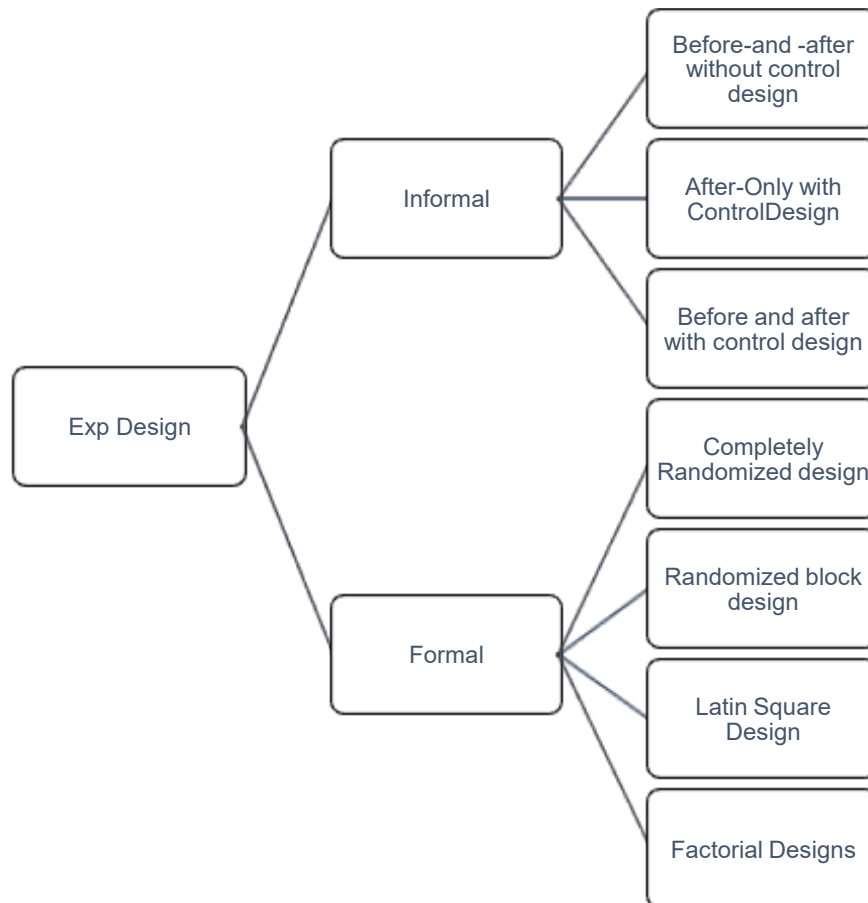 Before-and -after
without control
design
Informal
After-Only with
ControlDesign
Before and after
with control design
Exp Design
Completely
Randomized design
Randomized block
design
Formal
Latin Square
Design
Factorial Designs